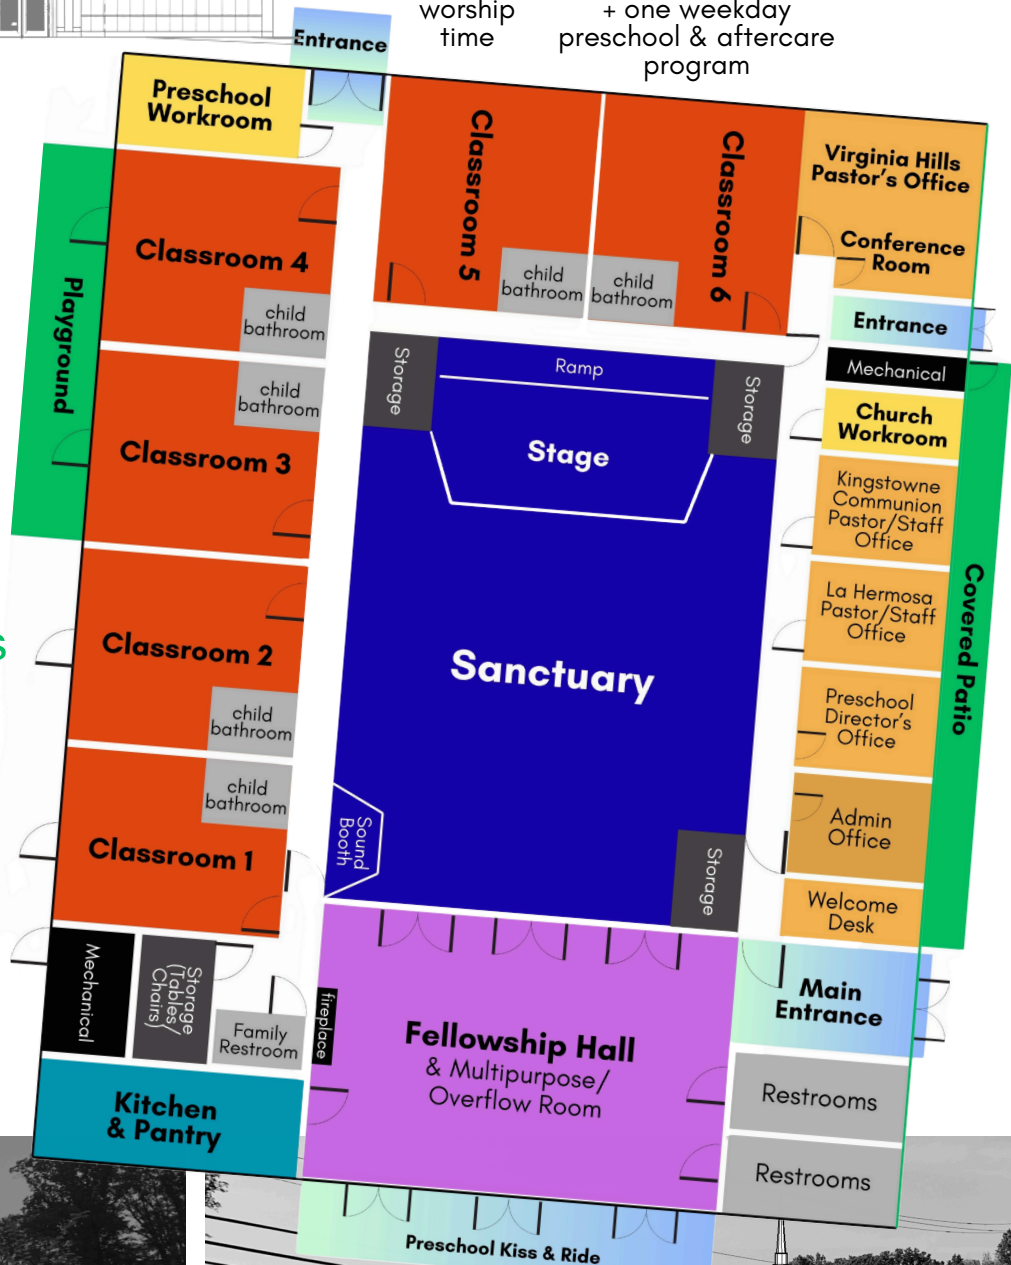 worship
time
+ one weekday
preschool & aftercare
program
Entrance
Preschool
Workroom
Classroom 5
Classroom 6
Virginia Hills
Pastor's Office
Conference
Room
Classroom 4
child
bathroom
child
bathroom
child
bathroom
Playground
Entrance
Mechanical
Storage
Ramp
Storage
Stage
child
bathroom
Church
Workroom
Classroom 3
Kingstowne
Communion
Pastor/Staff
Office
La Hermosa
Pastor/Staff
Office
Covered Patio
s
Classroom 2
Sanctuary
child
bathroom
Preschool
Director's
Office
child
bathroom
Sound
Booth
Admin
Office
Classroom 1
Storage
Welcome
Desk
Mechanical
Storage
(Tables/
Chairs)
Family
Restroom
fireplace
Fellowship Hall
& Multipurpose/
Overflow Room
Main
Entrance
Restrooms
Kitchen
& Pantry
Restrooms
Preschool Kiss & Ride